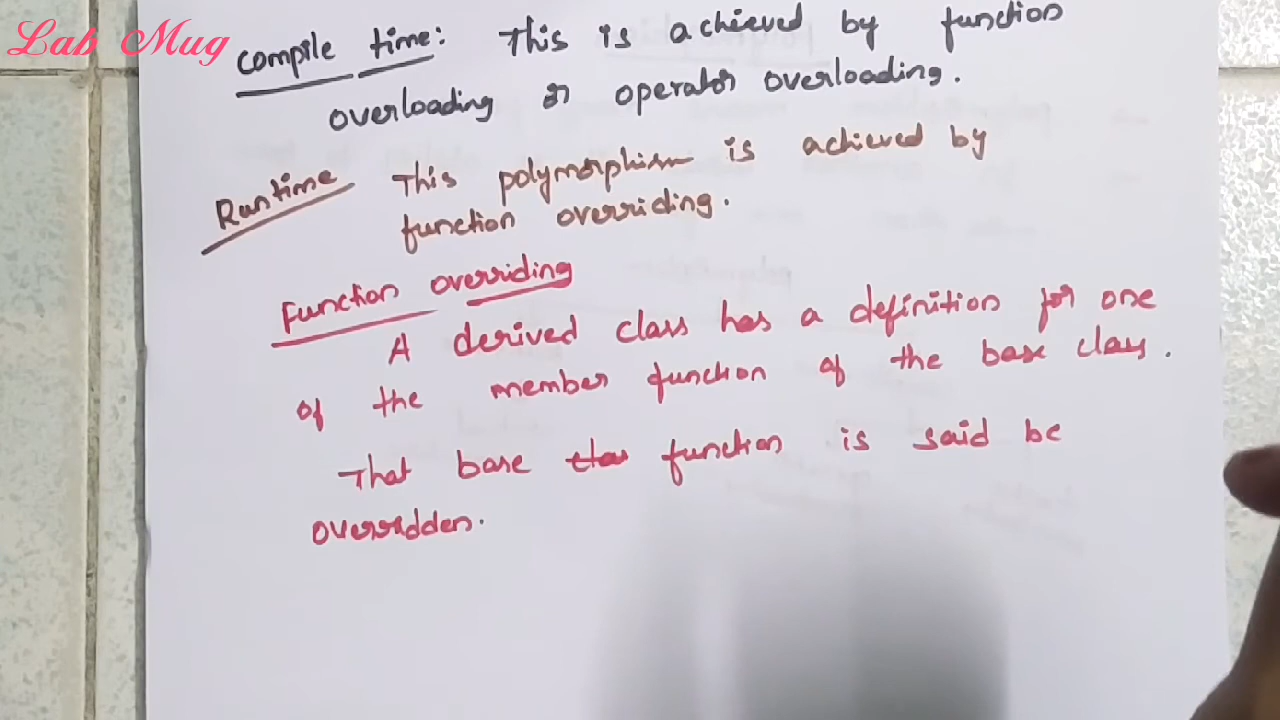 Lab Mug
compile time: This is achieved by function
overloading or operator overloading.
Runtime This polymorphism is achieved by
function overriding.
Function overriding
A derived class has a definition for one
of the member function of the base class.
That base function is said be
overridden.